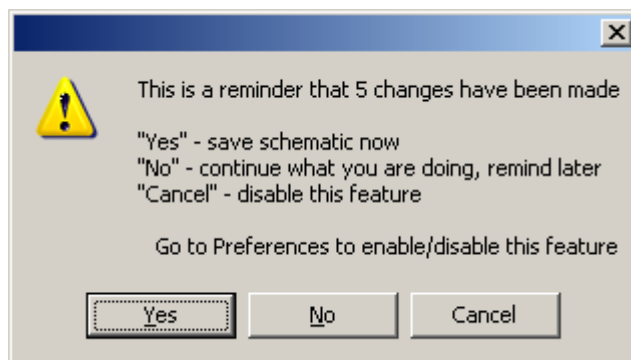 This is a reminder that 5 changes have been made
"Yes" - save schematic now
"No" - continue what you are doing, remind later
"Cancel" - disable this feature
Go to Preferences to enable/disable this feature
Yes
No
Cancel